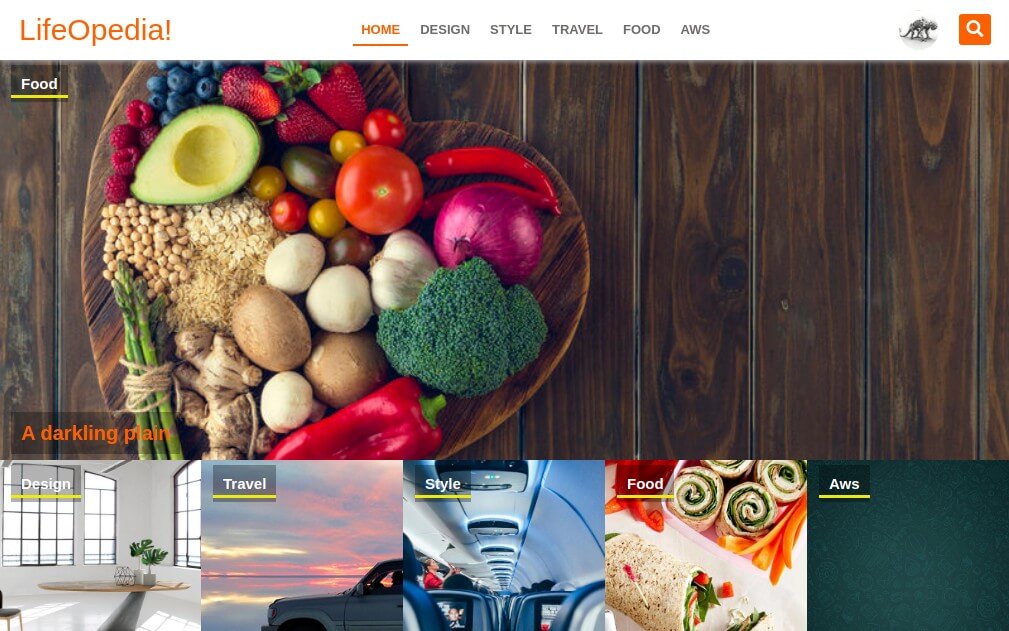 LifeOpedia!
HOME DESIGN STYLE TRAVEL FOOD AWS
Food
A darkling plain
Design
Travel
Style
Food
Aws